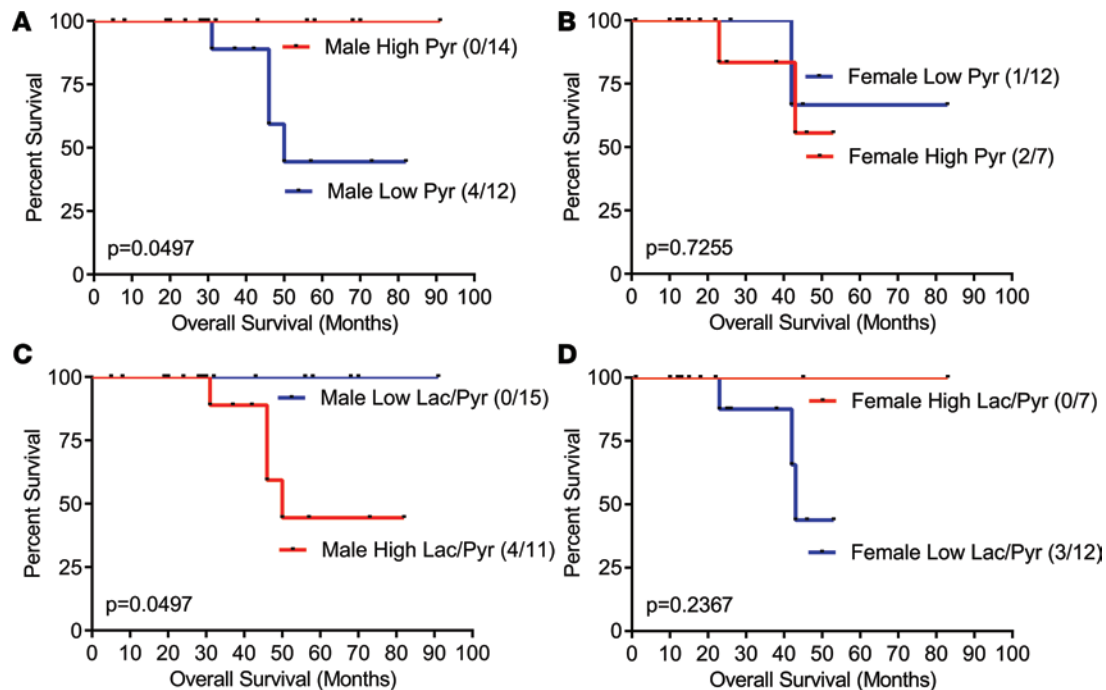 A
Percent Survival
100
75
50
25
0
Male High Pyr (0/14)
Male Low Pyr (4/12)
p=0.0497
0 10 20 30 40 50 60 70 80 90 100
Overall Survival (Months)
B
Percent Survival
100
75
50
25
0
Female Low Pyr (1/12)
Female High Pyr (2/7)
p=0.7255
0 10 20 30 40 50 60 70 80 90 100
Overall Survival (Months)
C
Percent Survival
100
75
50
25
0
Male Low Lac/Pyr (0/15)
Male High Lac/Pyr (4/11)
p=0.0497
0 10 20 30 40 50 60 70 80 90 100
Overall Survival (Months)
D
Percent Survival
100
75
50
25
0
Female High Lac/Pyr (0/7)
Female Low Lac/Pyr (3/12)
p=0.2367
0 10 20 30 40 50 60 70 80 90 100
Overall Survival (Months)